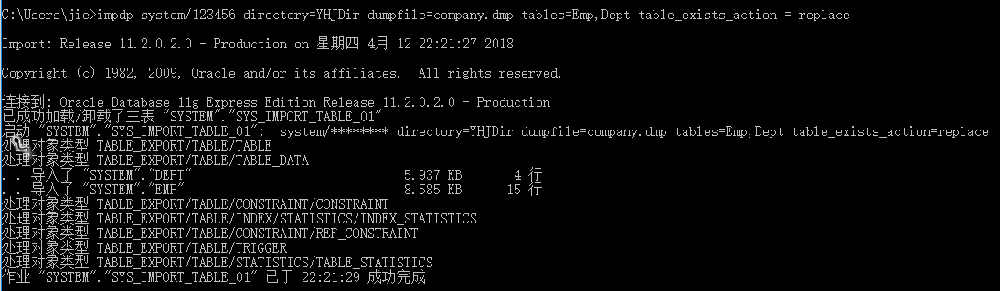 C:\Users\jie>impdp system/123456 directory=YHJDir dumpfile=company.dmp tables=Emp,Dept table_exists_action = replace
Import: Release 11.2.0.2.0 - Production on 星期四 4月 12 22:21:27 2018
Copyright (c) 1982, 2009, Oracle and/or its affiliates.  All rights reserved.
连接到: Oracle Database 11g Express Edition Release 11.2.0.2.0 - Production
已成功加载/卸载了主表 "SYSTEM"."SYS_IMPORT_TABLE_01"
启动 "SYSTEM"."SYS_IMPORT_TABLE_01":  system/******** directory=YHJDir dumpfile=company.dmp tables=Emp,Dept table_exists_action=replace
处理对象类型 TABLE_EXPORT/TABLE/TABLE
处理对象类型 TABLE_EXPORT/TABLE/TABLE_DATA
. . 导入了 "SYSTEM"."DEPT"                             5.937 KB       4 行
. . 导入了 "SYSTEM"."EMP"                              8.585 KB      15 行
处理对象类型 TABLE_EXPORT/TABLE/CONSTRAINT/CONSTRAINT
处理对象类型 TABLE_EXPORT/TABLE/INDEX/STATISTICS/INDEX_STATISTICS
处理对象类型 TABLE_EXPORT/TABLE/CONSTRAINT/REF_CONSTRAINT
处理对象类型 TABLE_EXPORT/TABLE/TRIGGER
处理对象类型 TABLE_EXPORT/TABLE/STATISTICS/TABLE_STATISTICS
作业 "SYSTEM"."SYS_IMPORT_TABLE_01" 已于 22:21:29 成功完成